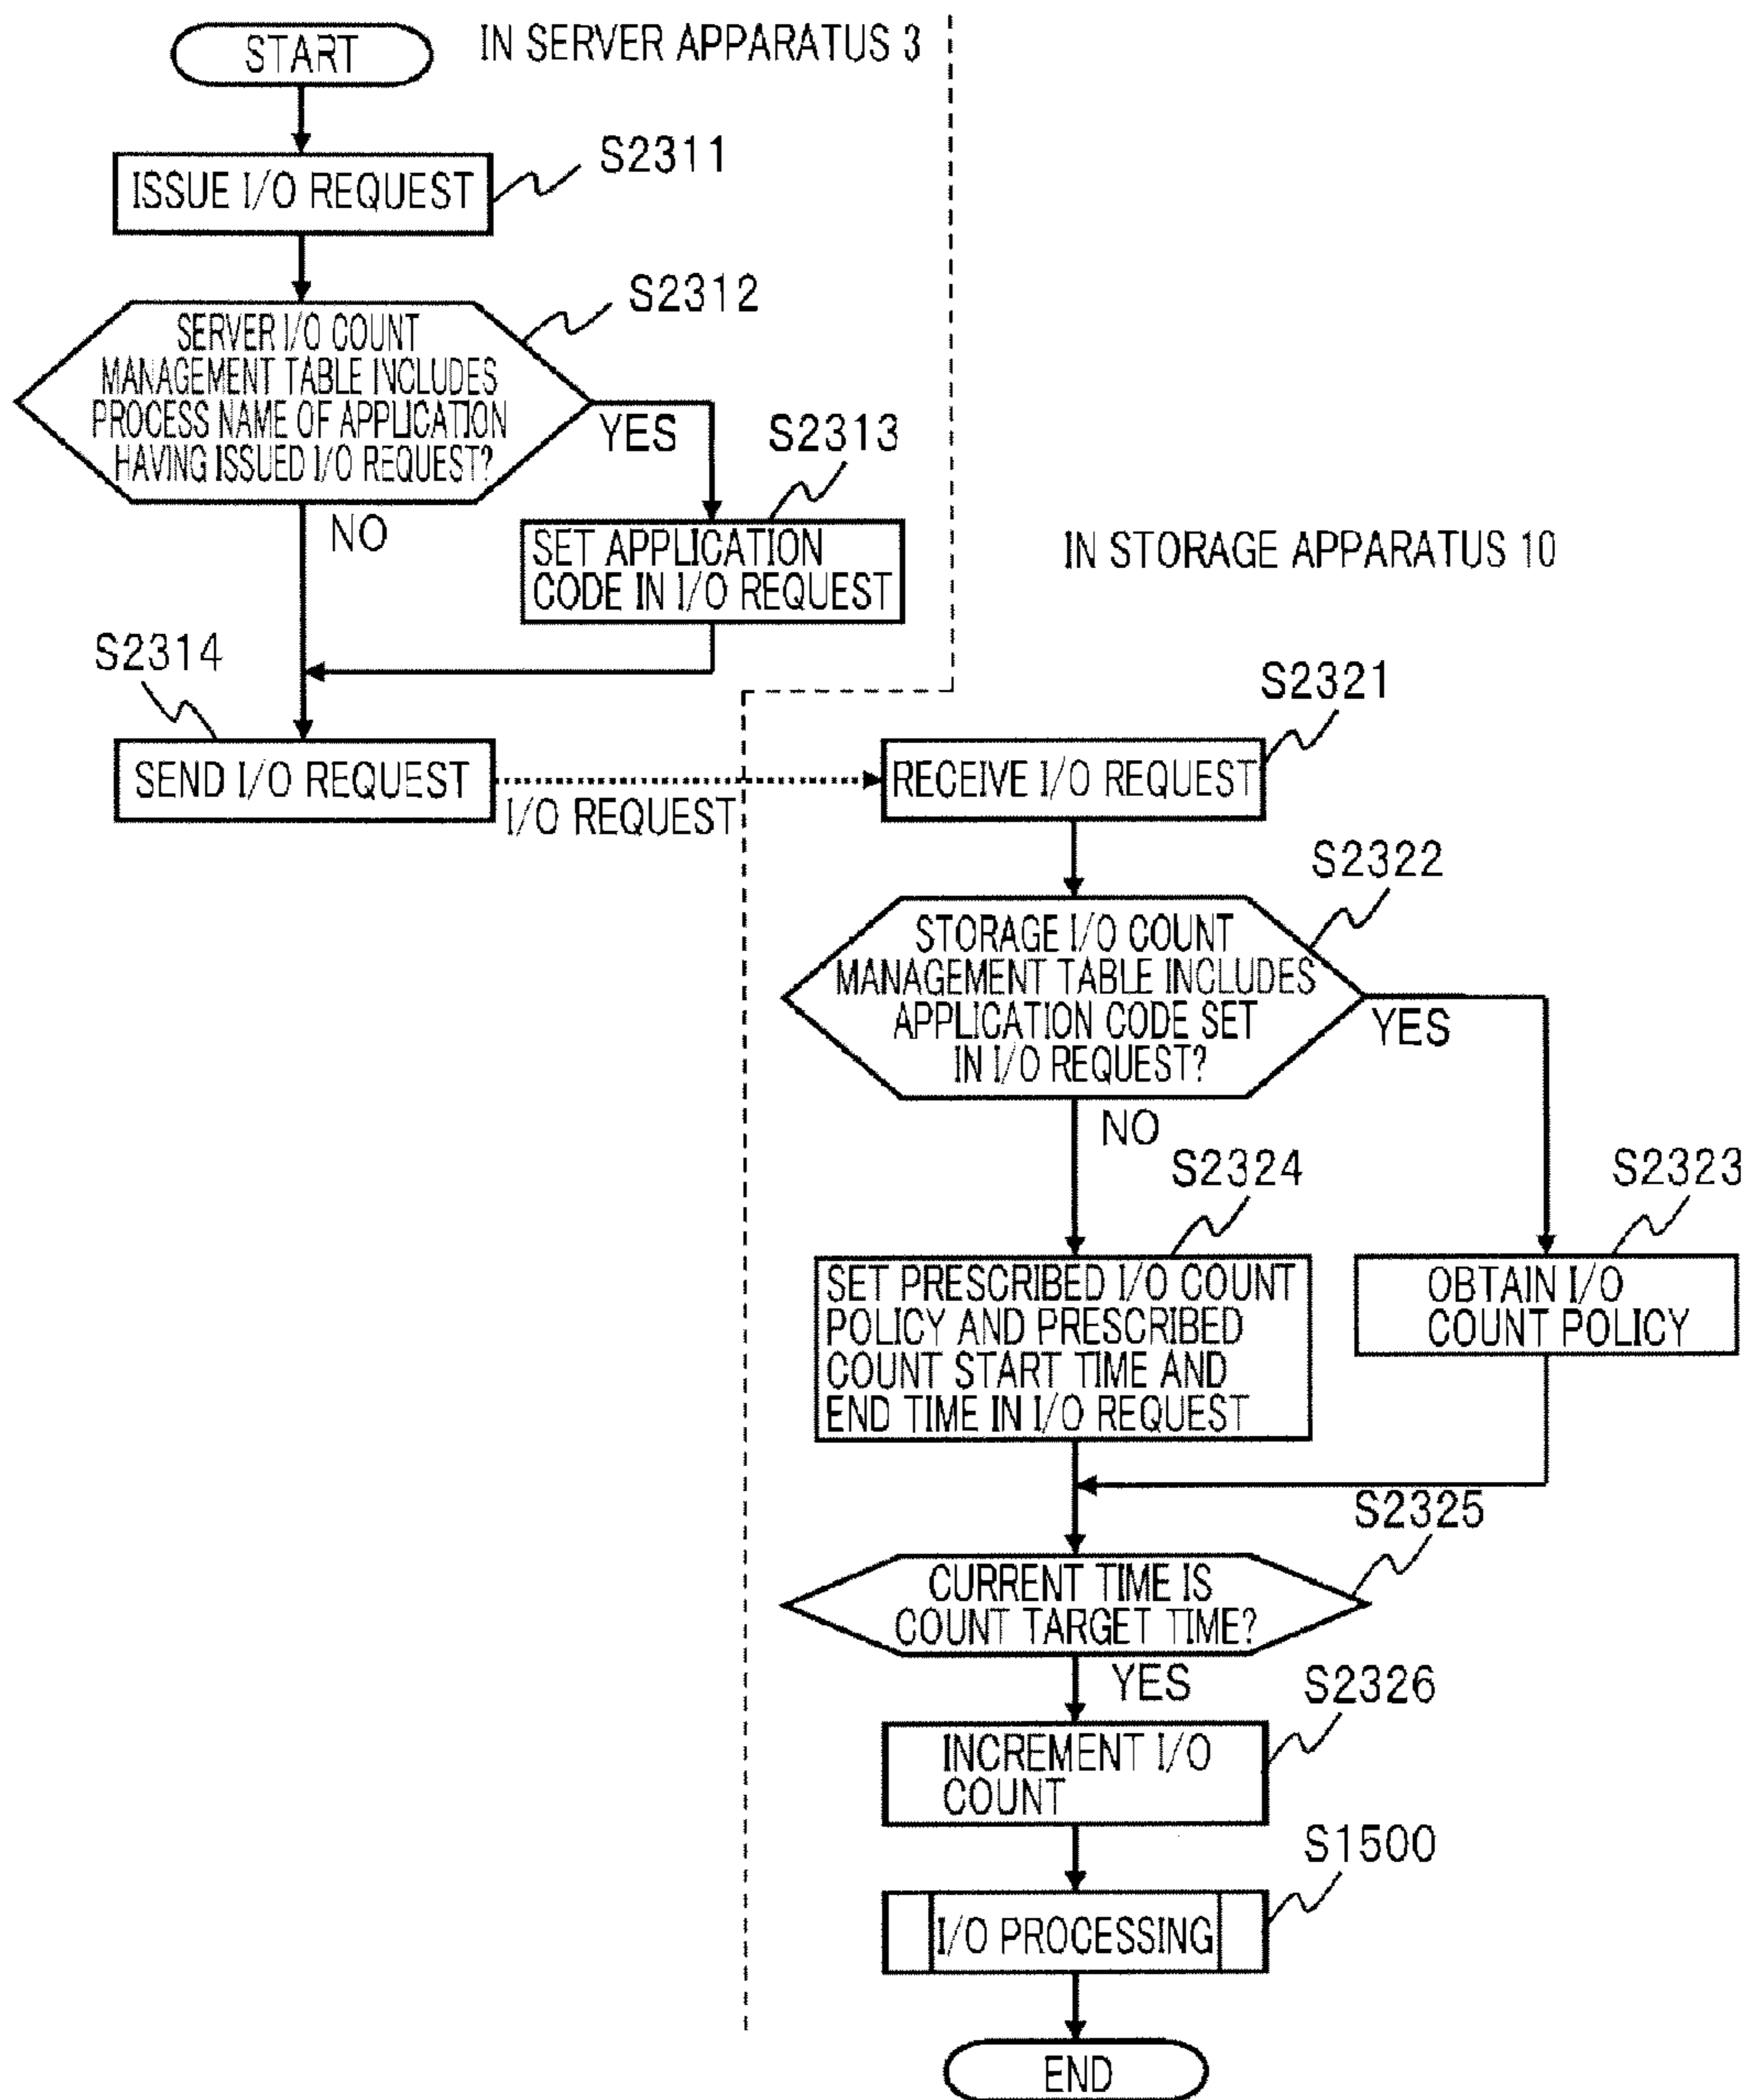 START
IN SERVER APPARATUS 3
S2311
ISSUE I/O REQUEST
S2312
SERVER I/O COUNT
MANAGEMENT TABLE INCLUDES
PROCESS NAME OF APPLICATION
HAVING ISSUED I/O REQUEST?
YES
S2313
NO
SET APPLICATION
CODE IN I/O REQUEST
IN STORAGE APPARATUS 10
S2314
SEND I/O REQUEST
I/O REQUEST
S2321
RECEIVE I/O REQUEST
S2322
STORAGE I/O COUNT
MANAGEMENT TABLE INCLUDES
APPLICATION CODE SET
IN I/O REQUEST?
YES
NO
S2324
S2323
SET PRESCRIBED I/O COUNT
POLICY AND PRESCRIBED
COUNT START TIME AND
END TIME IN I/O REQUEST
OBTAIN I/O
COUNT POLICY
S2325
CURRENT TIME IS
COUNT TARGET TIME?
YES
S2326
INCREMENT I/O
COUNT
S1500
I/O PROCESSING
END